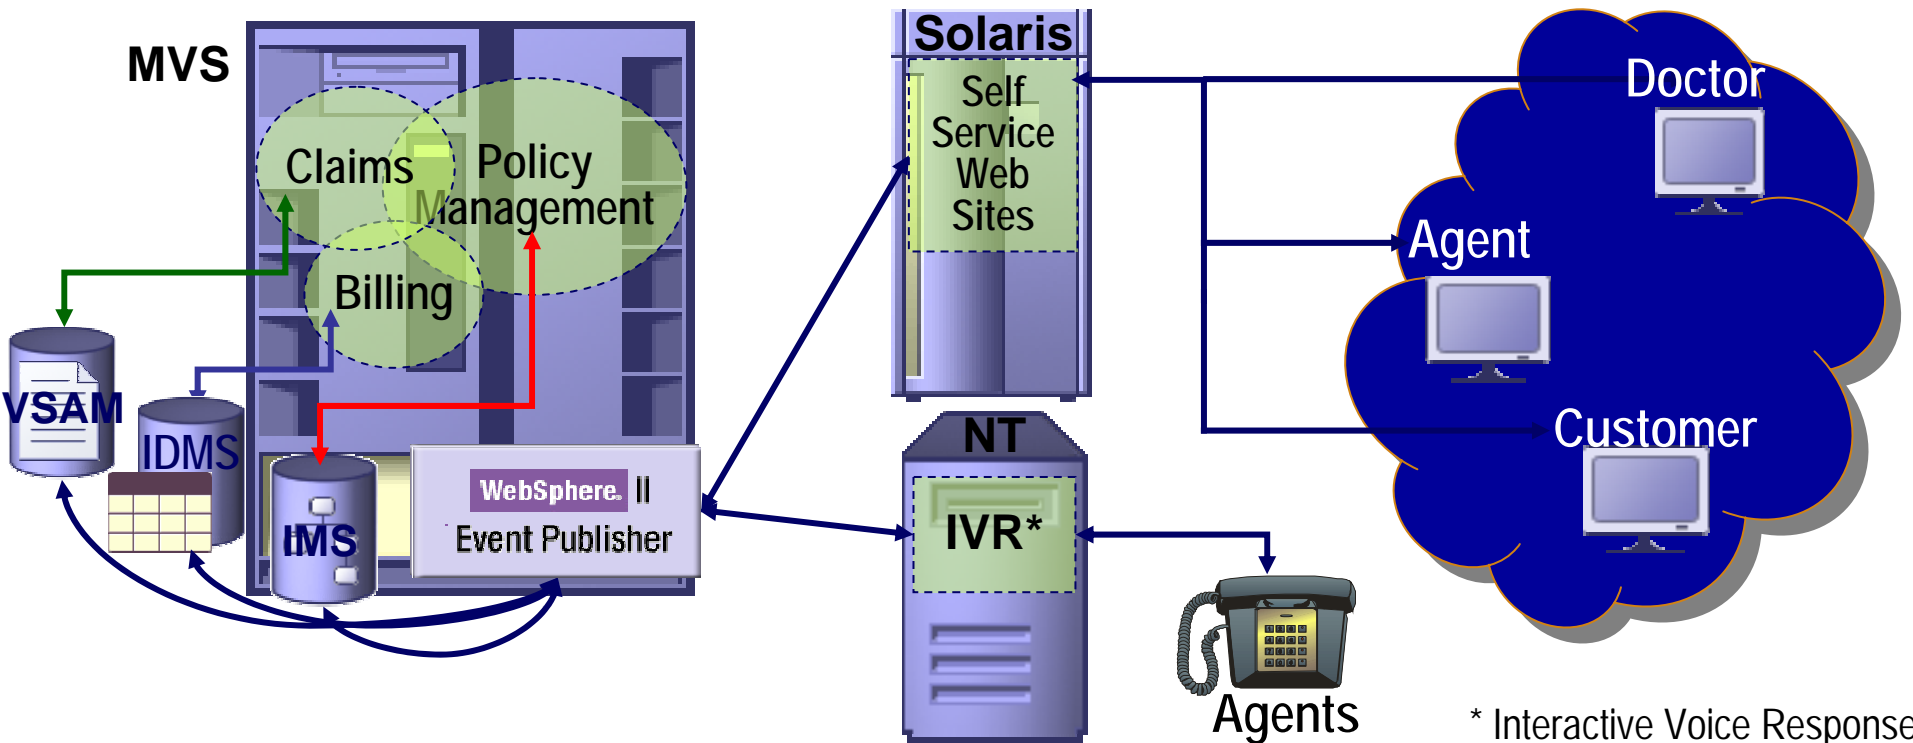 MVS
Claims
Policy
Management
Billing
VSAM
IDMS
IMS
WebSphere. II
Event Publisher
Solaris
Self
Service
Web
Sites
NT
IVR*
Agents
Doctor
Agent
Customer
* Interactive Voice Response